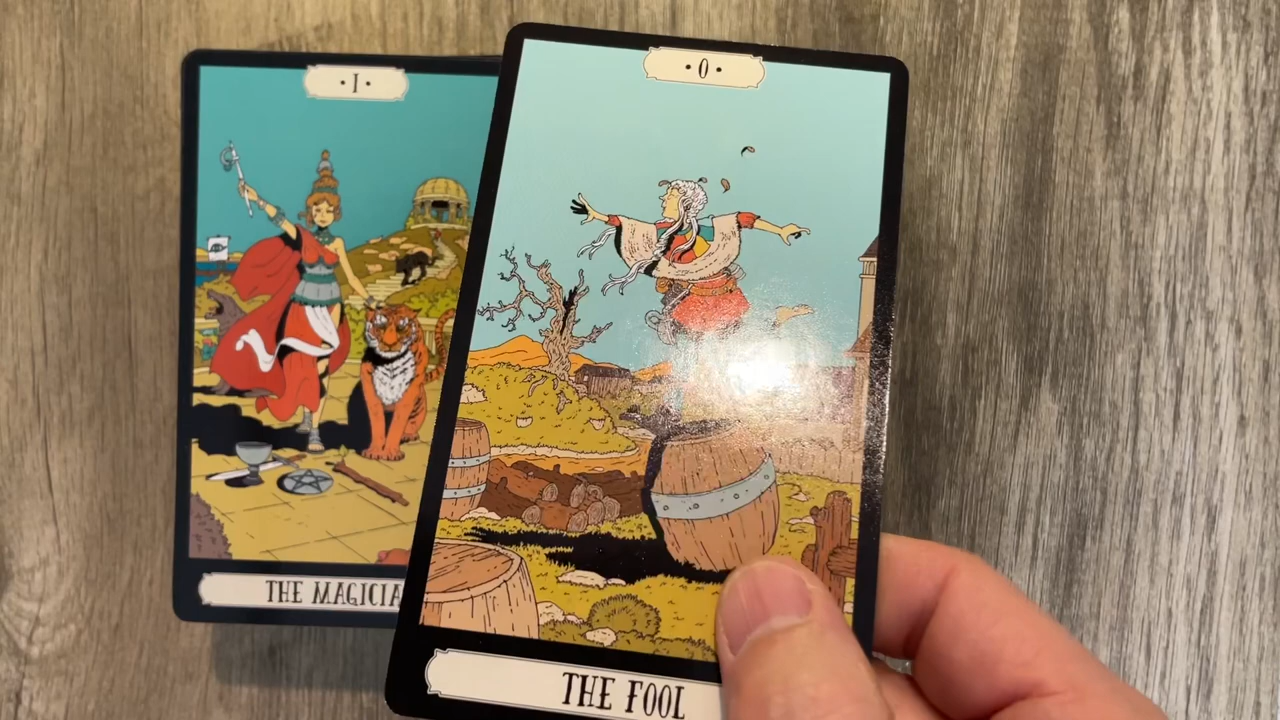 • I •
THE MAGICIA
• 0 •
THE FOOL